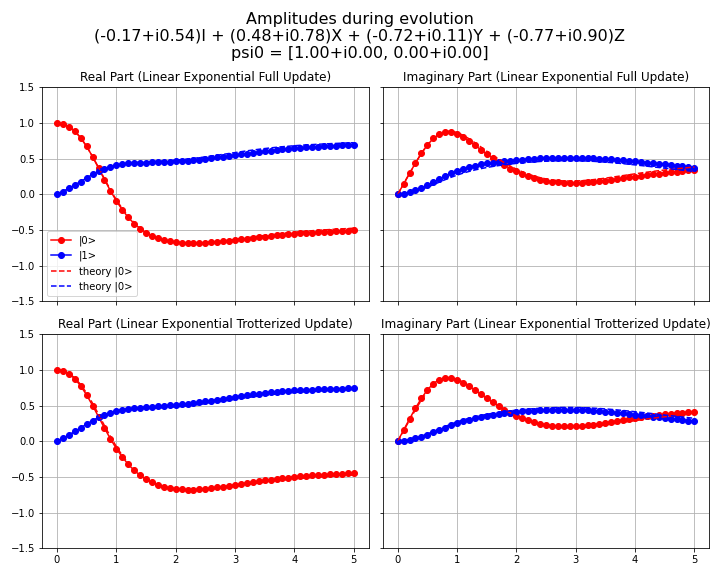 Amplitudes during evolution
(-0.17+i0.54)I + (0.48+i0.78)X + (-0.72+i0.11)Y + (-0.77+i0.90)Z
psi0 = [1.00+i0.00, 0.00+i0.00]
Real Part (Linear Exponential Full Update)
1.5
1.0
0.5
0.0
−0.5
−1.0
−1.5
|0>
|1>
theory |0>
theory |0>
Imaginary Part (Linear Exponential Full Update)
Real Part (Linear Exponential Trotterized Update)
1.5
1.0
0.5
0.0
−0.5
−1.0
−1.5
0 1 2 3 4 5
Imaginary Part (Linear Exponential Trotterized Update)
0 1 2 3 4 5